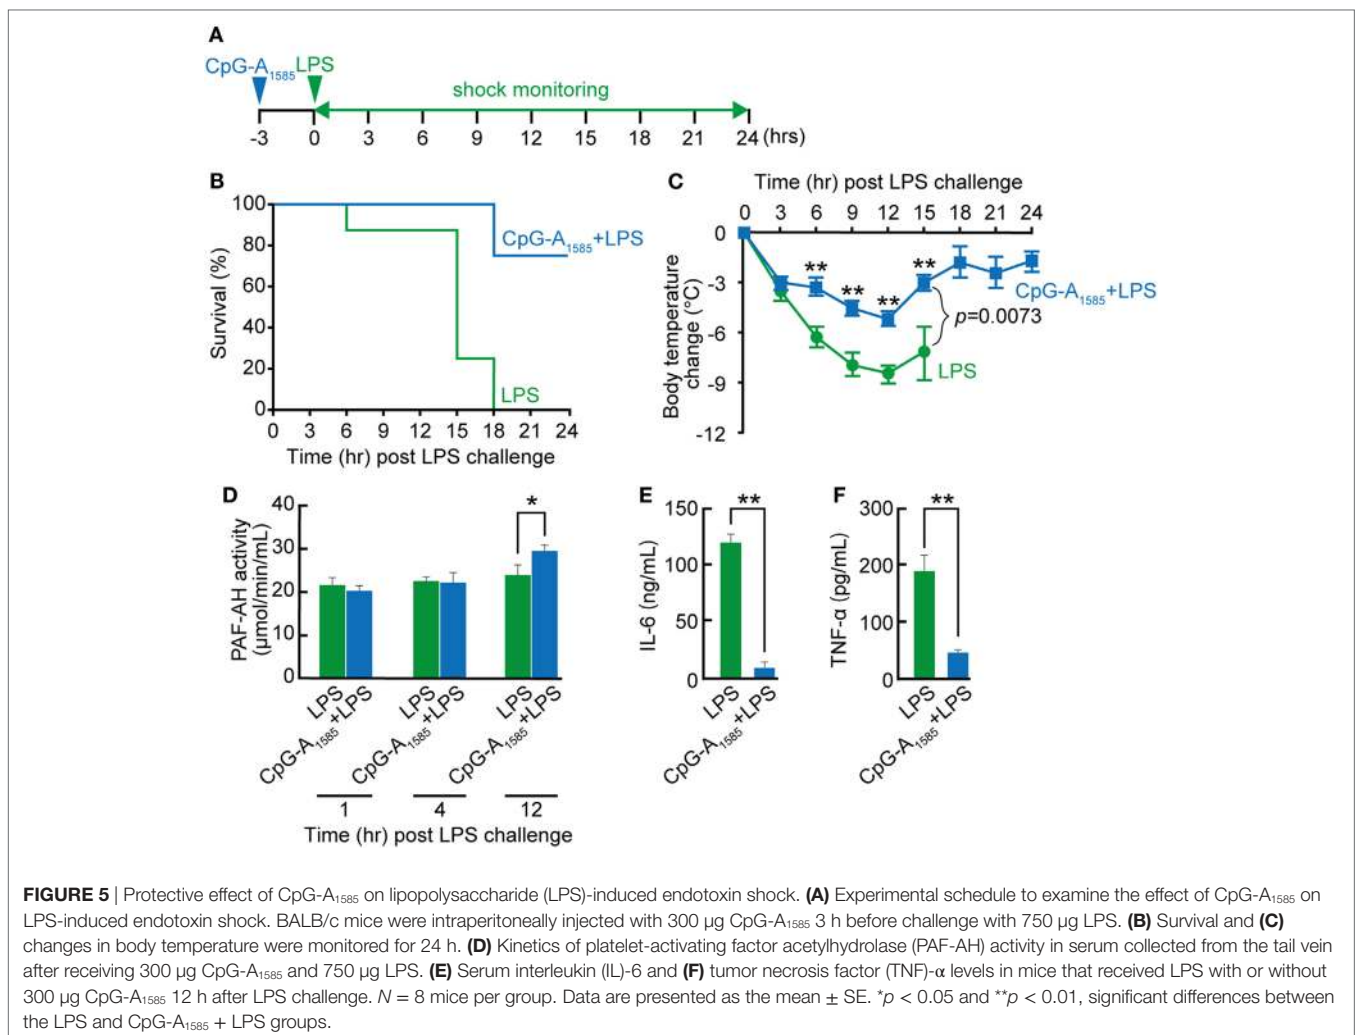 A
CpG-A1585 LPS
shock monitoring
-3 0 3 6 9 12 15 18 21 24 (hrs)
B
Survival (%)
100
80
60
40
20
0
CpG-A1585+LPS
LPS
0 3 6 9 12 15 18 21 24
Time (hr) post LPS challenge
C
Time (hr) post LPS challenge
0 3 6 9 12 15 18 21 24
Body temperature
change (°C)
0
-3
-6
-9
-12
** ** ** **
CpG-A1585+LPS
p=0.0073
LPS
D
PAF-AH activity
(µmol/min/mL)
40
30
20
10
0
*
LPS CpG-A1585+LPS LPS CpG-A1585+LPS LPS CpG-A1585+LPS
1 4 12
Time (hr) post LPS challenge
E
IL-6 (ng/mL)
150
100
50
0
**
LPS
CpG-A1585+LPS
F
TNF-α (pg/mL)
300
200
100
0
**
LPS
CpG-A1585+LPS
FIGURE 5 | Protective effect of CpG-A1585 on lipopolysaccharide (LPS)-induced endotoxin shock. (A) Experimental schedule to examine the effect of CpG-A1585 on
LPS-induced endotoxin shock. BALB/c mice were intraperitoneally injected with 300 µg CpG-A1585 3 h before challenge with 750 µg LPS. (B) Survival and (C)
changes in body temperature were monitored for 24 h. (D) Kinetics of platelet-activating factor acetylhydrolase (PAF-AH) activity in serum collected from the tail vein
after receiving 300 µg CpG-A1585 and 750 µg LPS. (E) Serum interleukin (IL)-6 and (F) tumor necrosis factor (TNF)-α levels in mice that received LPS with or without
300 µg CpG-A1585 12 h after LPS challenge. N = 8 mice per group. Data are presented as the mean ± SE. *p < 0.05 and **p < 0.01, significant differences between
the LPS and CpG-A1585 + LPS groups.